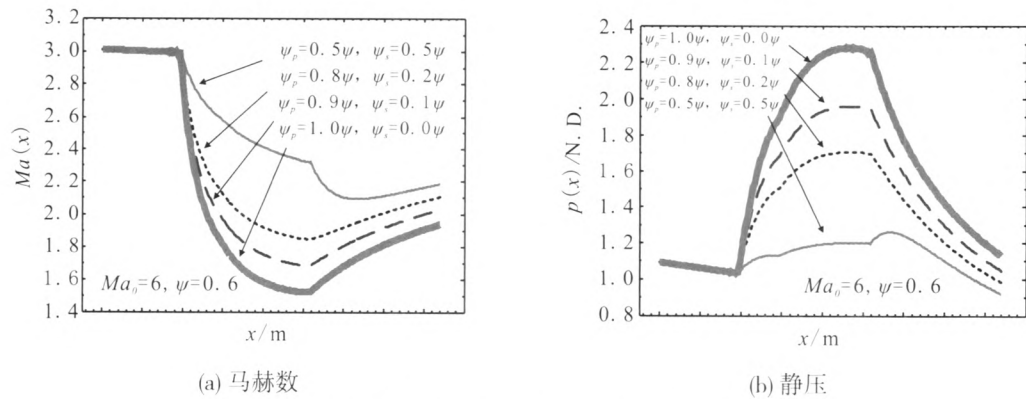 3.2
3.0
2.8
2.6
2.4
2.2
2.0
1.8
1.6
1.4
Ma(x)
ψp=0.5ψ, ψs=0.5ψ
ψp=0.8ψ, ψs=0.2ψ
ψp=0.9ψ, ψs=0.1ψ
ψp=1.0ψ, ψs=0.0ψ
Ma0=6, ψ=0.6
x/m
(a) 马赫数
2.4
2.2
2.0
1.8
1.6
1.4
1.2
1.0
0.8
p(x)/N.D.
ψp=1.0ψ, ψs=0.0ψ
ψp=0.9ψ, ψs=0.1ψ
ψp=0.8ψ, ψs=0.2ψ
ψp=0.5ψ, ψs=0.5ψ
Ma0=6, ψ=0.6
x/m
(b) 静压